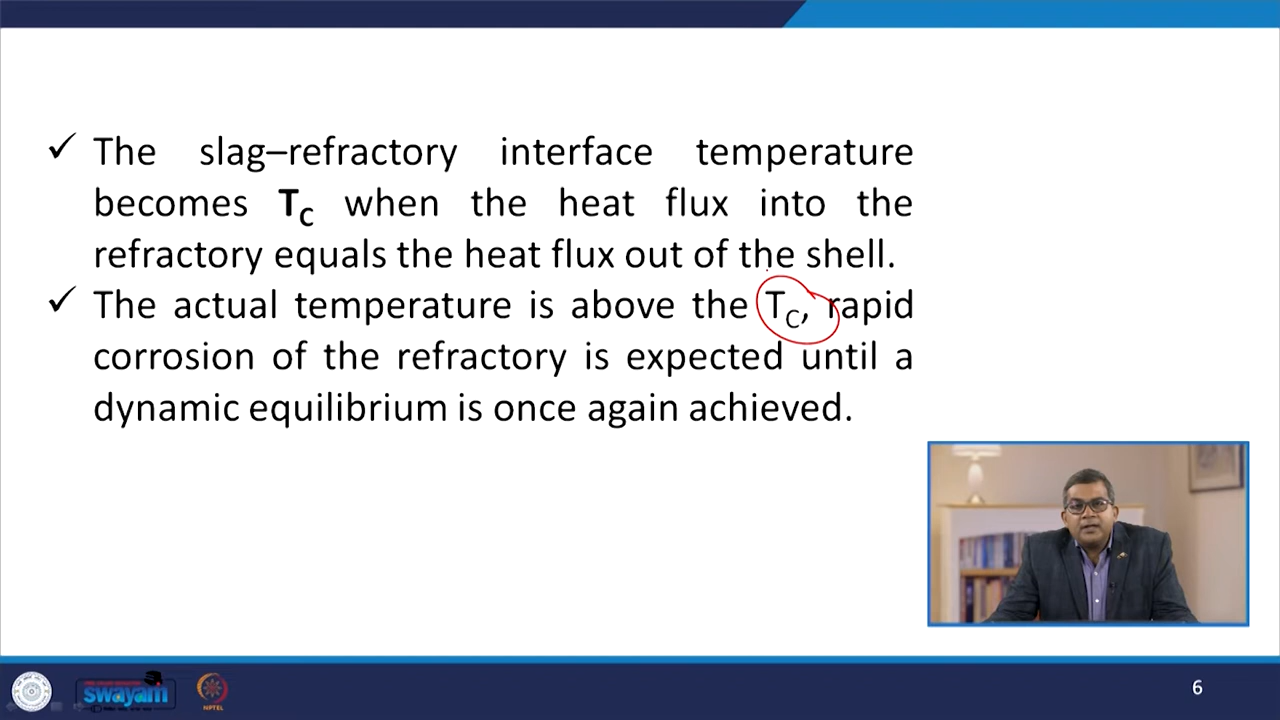 ✓ The slag–refractory interface temperature
becomes T_C when the heat flux into the
refractory equals the heat flux out of the shell.
✓ The actual temperature is above the T_C, rapid
corrosion of the refractory is expected until a
dynamic equilibrium is once again achieved.
swayam
NPTEL
6